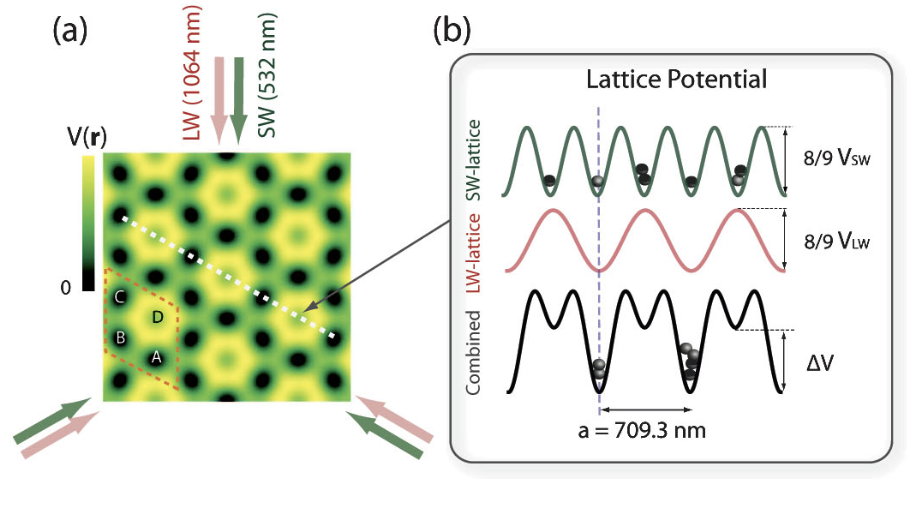 (a)
LW (1064 nm)
SW (532 nm)
V(r)
0
C
D
B
A
(b)
Lattice Potential
SW-lattice
8/9 VSW
LW-lattice
8/9 VLW
Combined
ΔV
a = 709.3 nm